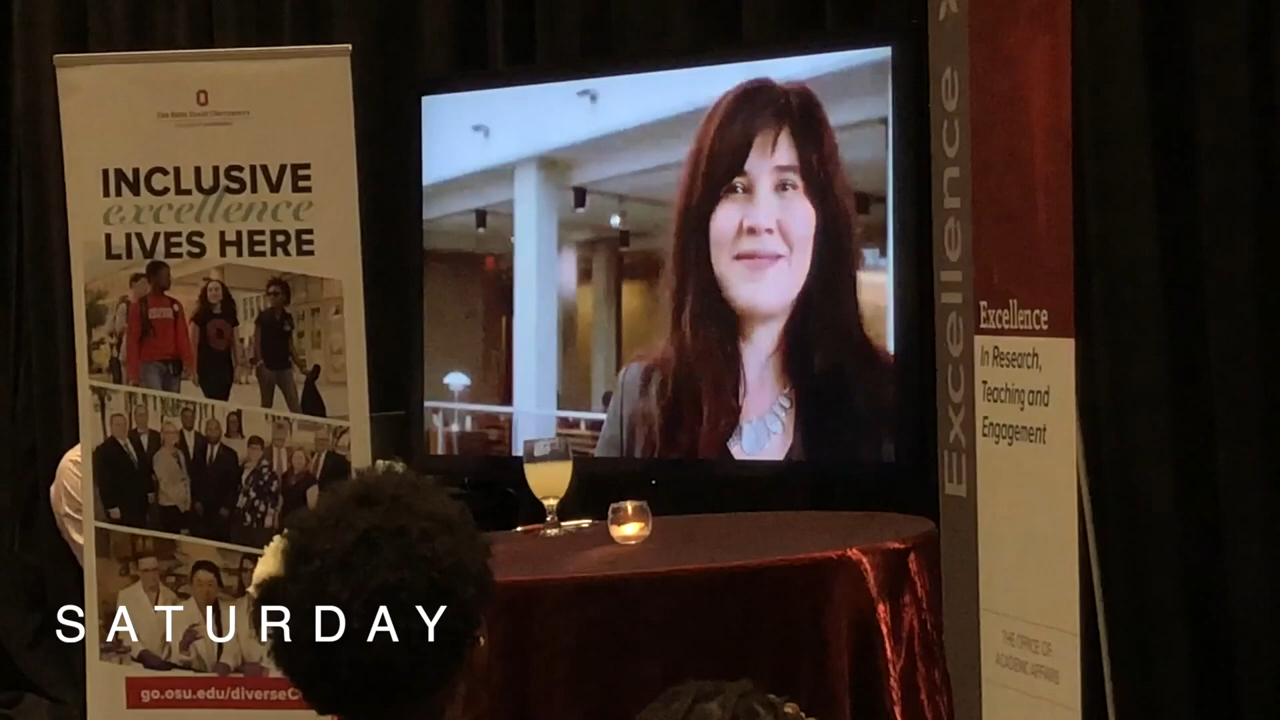 The Ohio State University
INCLUSIVE
excellence
LIVES HERE
go.osu.edu/diverse
Excellence
Excellence
In Research,
Teaching and
Engagement
THE OFFICE OF
ACADEMIC AFFAIRS
SATURDAY